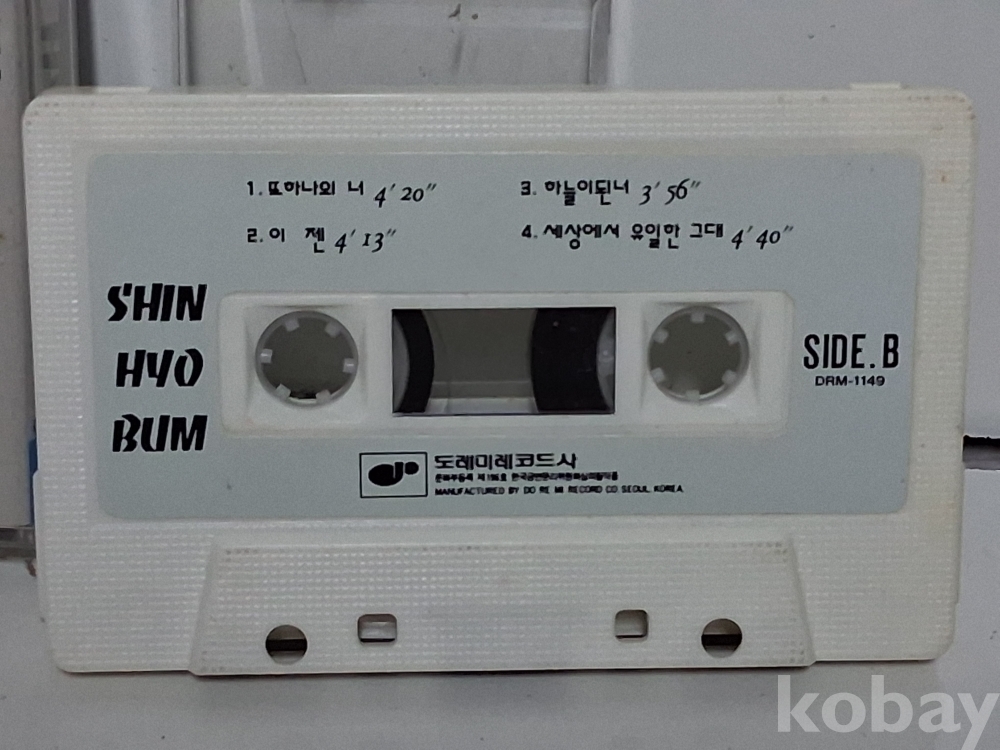 1. 또하나의 너 4′20″
2. 이 젠 4′13″
3. 하늘이된너 3′56″
4. 세상에서 유일한 그대 4′40″
SHIN
HYO
BUM
SIDE.B
DRM-1149
도레미레코드사
MANUFACTURED BY DO RE MI RECORD CO. SEOUL, KOREA.
kobay